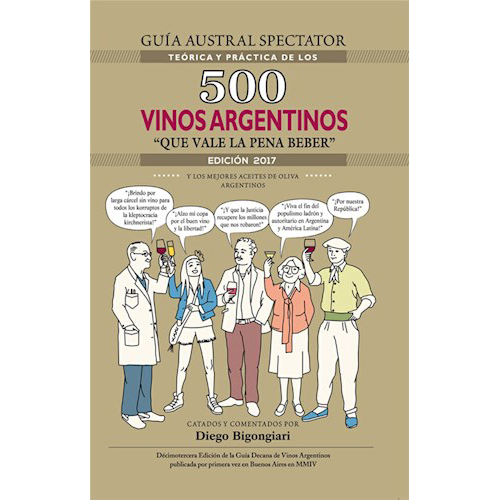 GUÍA AUSTRAL SPECTATOR
TEÓRICA Y PRÁCTICA DE LOS
500
VINOS ARGENTINOS
“QUE VALE LA PENA BEBER”
EDICIÓN 2017
Y LOS MEJORES ACEITES DE OLIVA
ARGENTINOS
“¡Brindo por
larga cárcel sin vino para
todos los corruptos de la
kleptocracia
kirchnerista!”
“¡Alzo mi copa
por el buen vino
y la libertad!”
“¡Y que la Justicia
recupere los millones
que nos robaron!”
“¡Viva el fin del
populismo ladrón y
autoritario en Argentina
y América Latina!”
“¡Por nuestra
República!”
CATADOS Y COMENTADOS POR
Diego Bigongiari
Décimotercera Edición de la Guía Decana de Vinos Argentinos
publicada por primera vez en Buenos Aires en MMIV